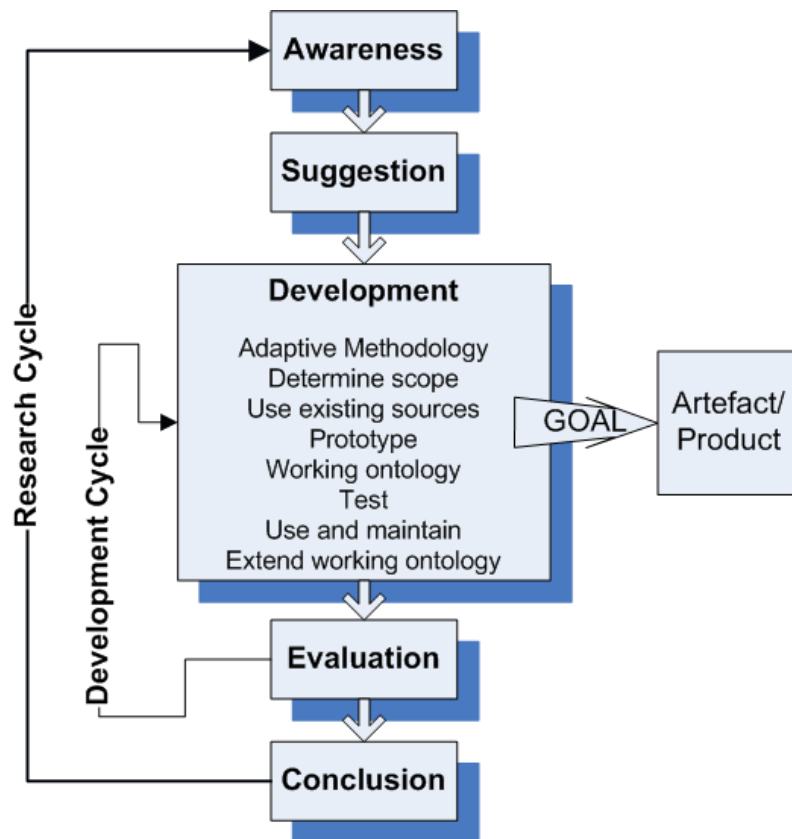 Awareness
Suggestion
Development
Adaptive Methodology
Determine scope
Use existing sources
Prototype
Working ontology
Test
Use and maintain
Extend working ontology
GOAL
Artefact/
Product
Evaluation
Conclusion
Research Cycle
Development Cycle